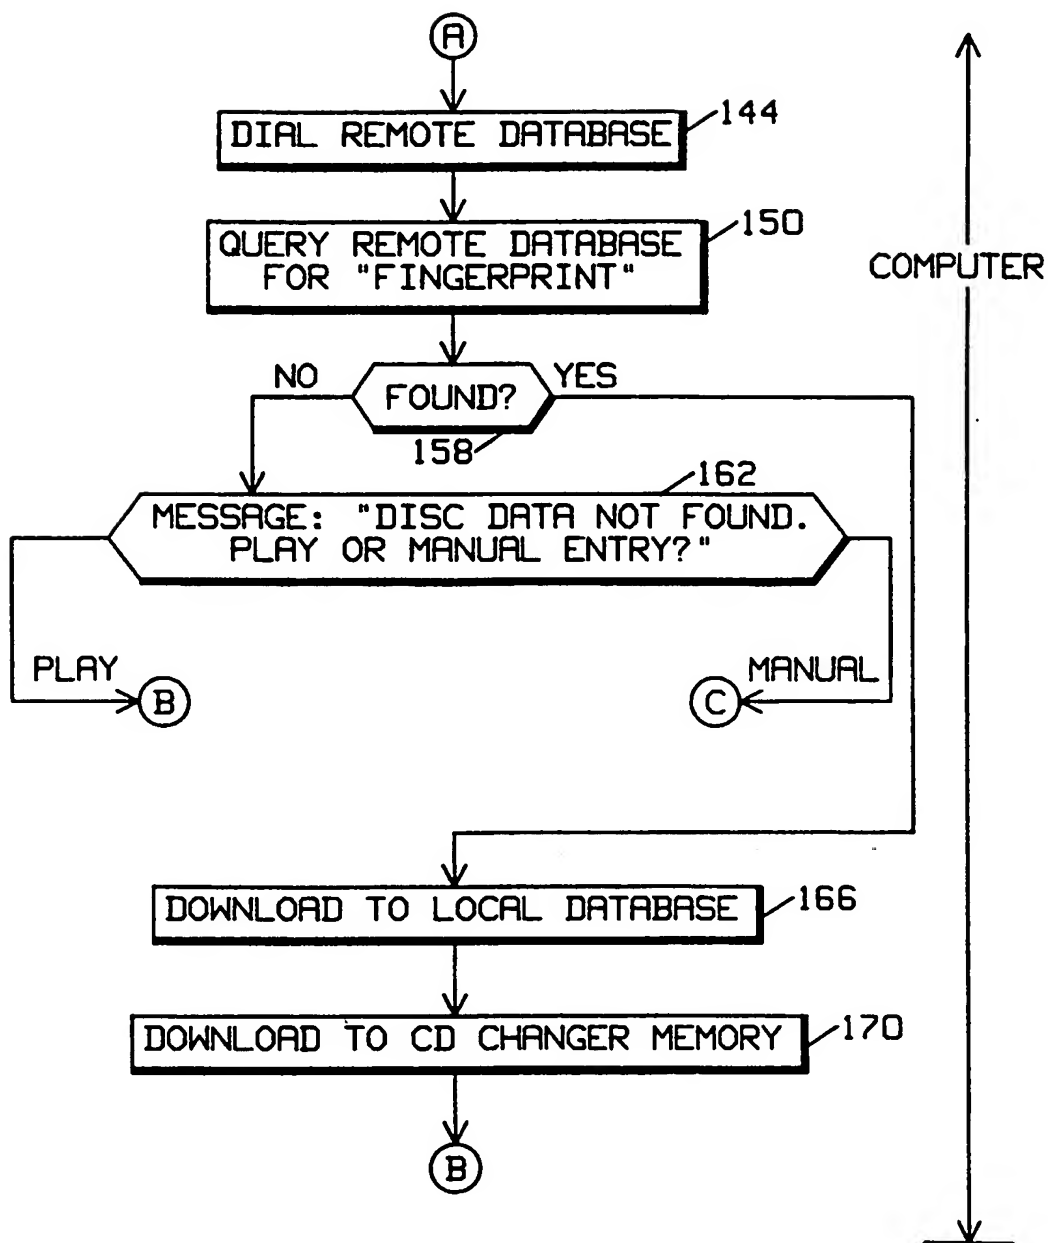 A
DIAL REMOTE DATABASE
144
QUERY REMOTE DATABASE
FOR "FINGERPRINT"
150
COMPUTER
NO
FOUND?
YES
158
162
MESSAGE: "DISC DATA NOT FOUND.
PLAY OR MANUAL ENTRY?"
PLAY
B
MANUAL
C
DOWNLOAD TO LOCAL DATABASE
166
DOWNLOAD TO CD CHANGER MEMORY
170
B